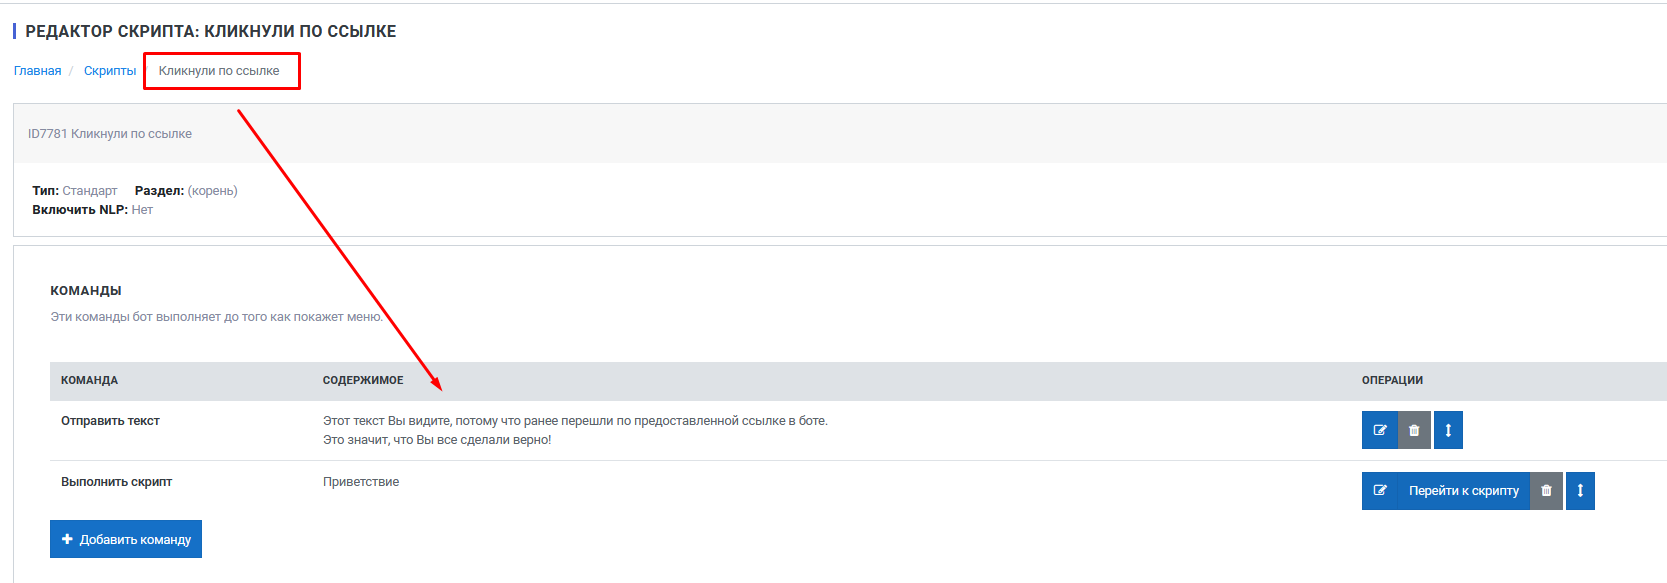 РЕДАКТОР СКРИПТА: КЛИКНУЛИ ПО ССЫЛКЕ
Главная / Скрипты / Кликнули по ссылке
ID7781 Кликнули по ссылке
Тип: Стандарт Раздел: (корень)
Включить NLP: Нет
КОМАНДЫ
Эти команды бот выполняет до того как покажет меню.
КОМАНДА СОДЕРЖИМОЕ ОПЕРАЦИИ
Отправить текст Этот текст Вы видите, потому что ранее перешли по предоставленной ссылке в боте.
Это значит, что Вы все сделали верно!
Выполнить скрипт Приветствие Перейти к скрипту
Добавить команду